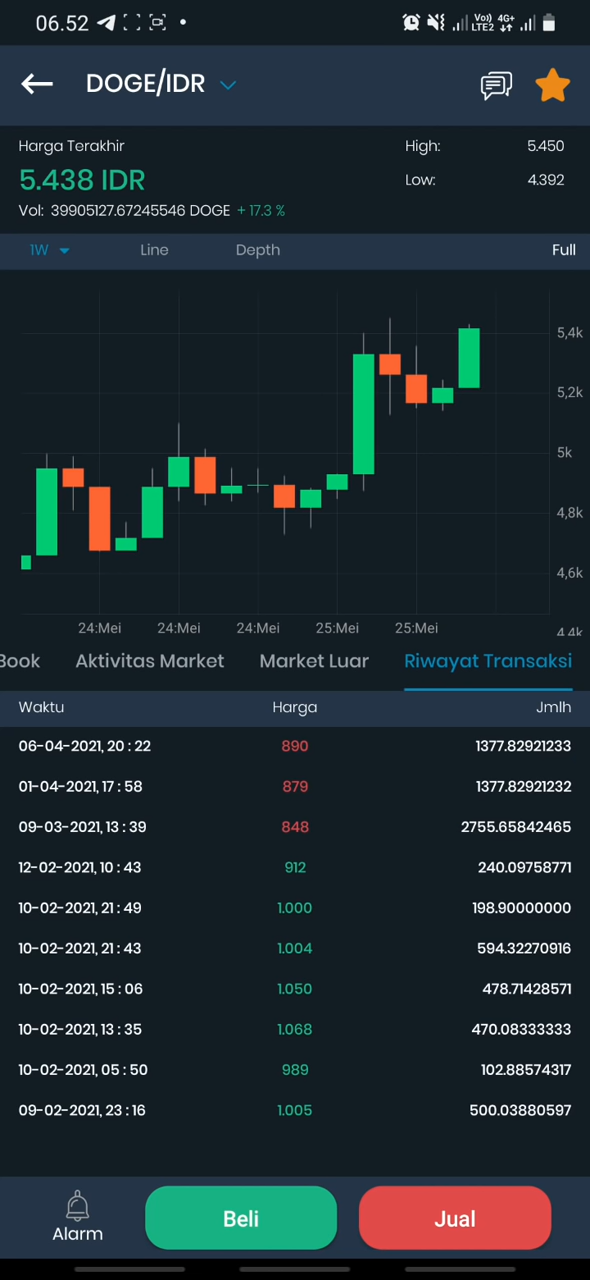 06.52 Vo)) 4G+ LTE2
DOGE/IDR
Harga Terakhir High: 5.450
5.438 IDR Low: 4.392
Vol: 39905127.67245546 DOGE +17.3 %
1W Line Depth Full
5,4k
5,2k
5k
4,8k
4,6k
4,4k
24:Mei 24:Mei 24:Mei 25:Mei 25:Mei
Book Aktivitas Market Market Luar Riwayat Transaksi
Waktu Harga Jmlh
06-04-2021, 20 : 22 890 1377.82921233
01-04-2021, 17 : 58 879 1377.82921232
09-03-2021, 13 : 39 848 2755.65842465
12-02-2021, 10 : 43 912 240.09758771
10-02-2021, 21 : 49 1.000 198.90000000
10-02-2021, 21 : 43 1.004 594.32270916
10-02-2021, 15 : 06 1.050 478.71428571
10-02-2021, 13 : 35 1.068 470.08333333
10-02-2021, 05 : 50 989 102.88574317
09-02-2021, 23 : 16 1.005 500.03880597
Alarm Beli Jual